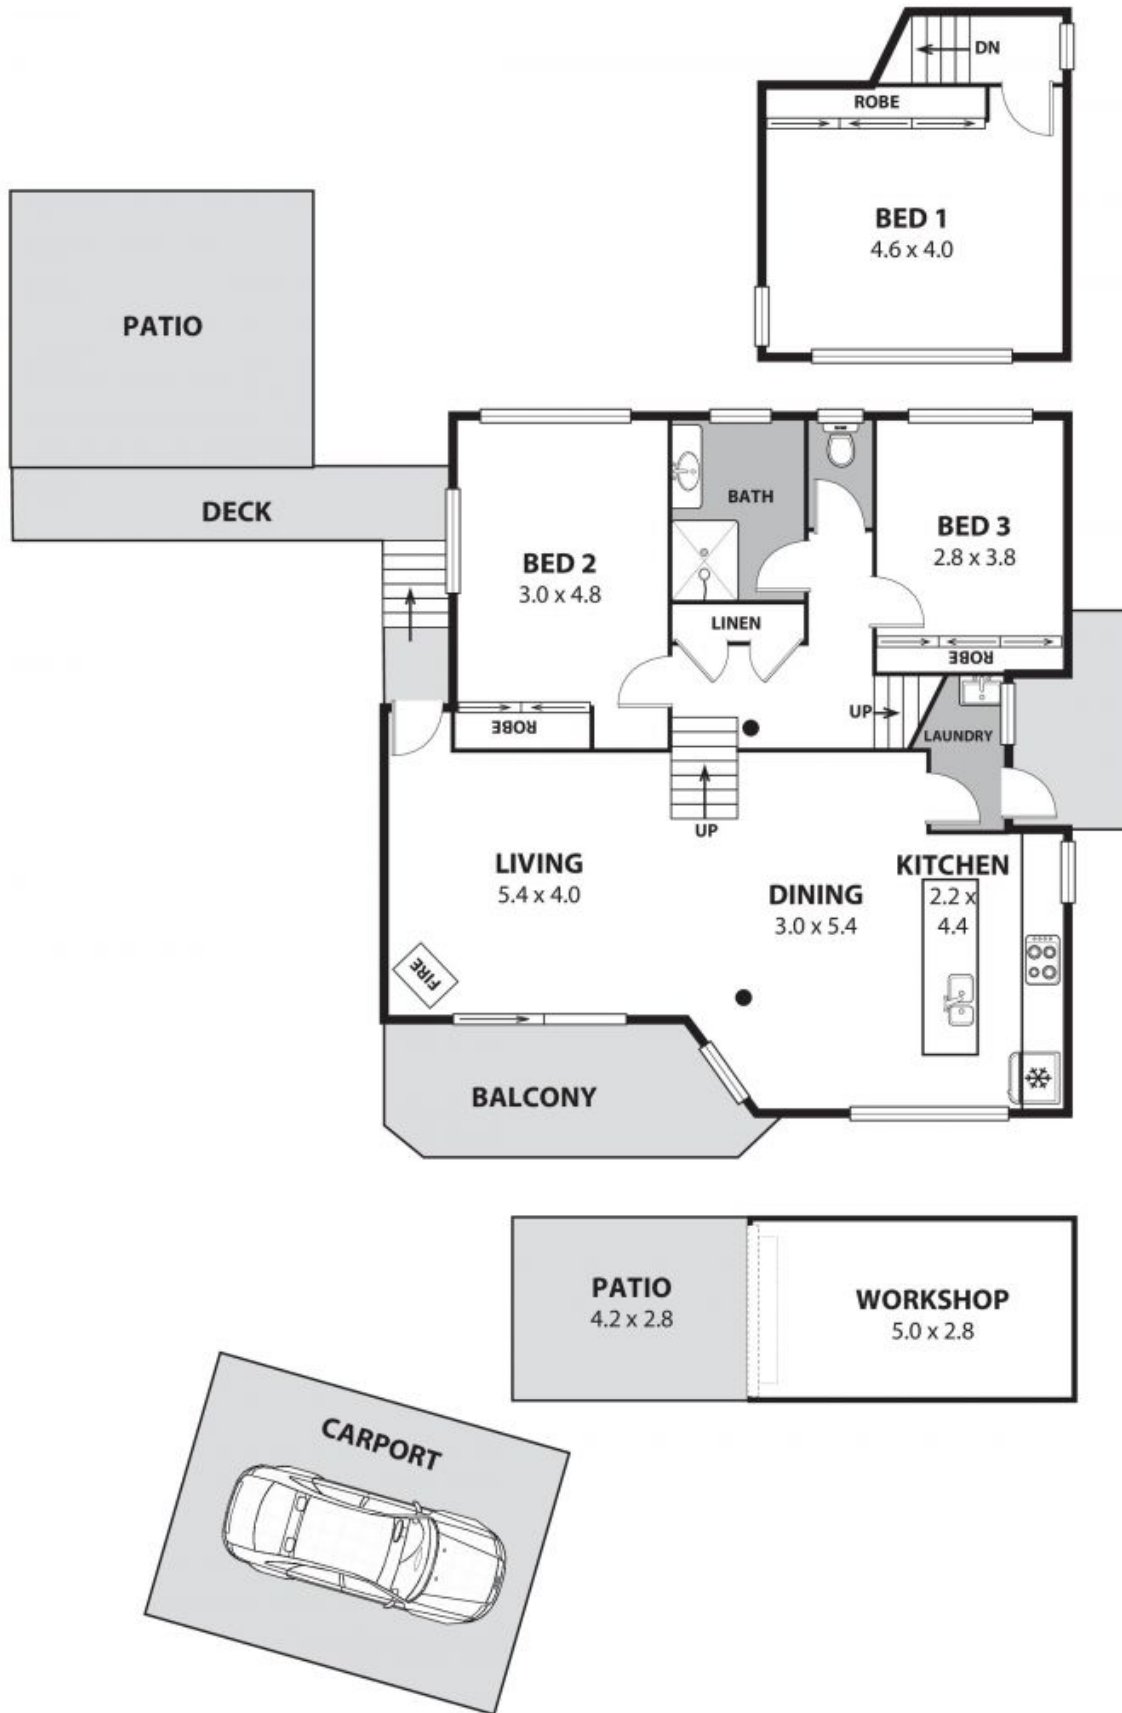 DN
ROBE
BED 1
4.6 x 4.0
PATIO
DECK
BED 2
3.0 x 4.8
BATH
BED 3
2.8 x 3.8
LINEN
ROBE
ROBE
UP
LAUNDRY
UP
LIVING
5.4 x 4.0
DINING
3.0 x 5.4
KITCHEN
2.2 x
4.4
FIRE
BALCONY
PATIO
4.2 x 2.8
WORKSHOP
5.0 x 2.8
CARPORT